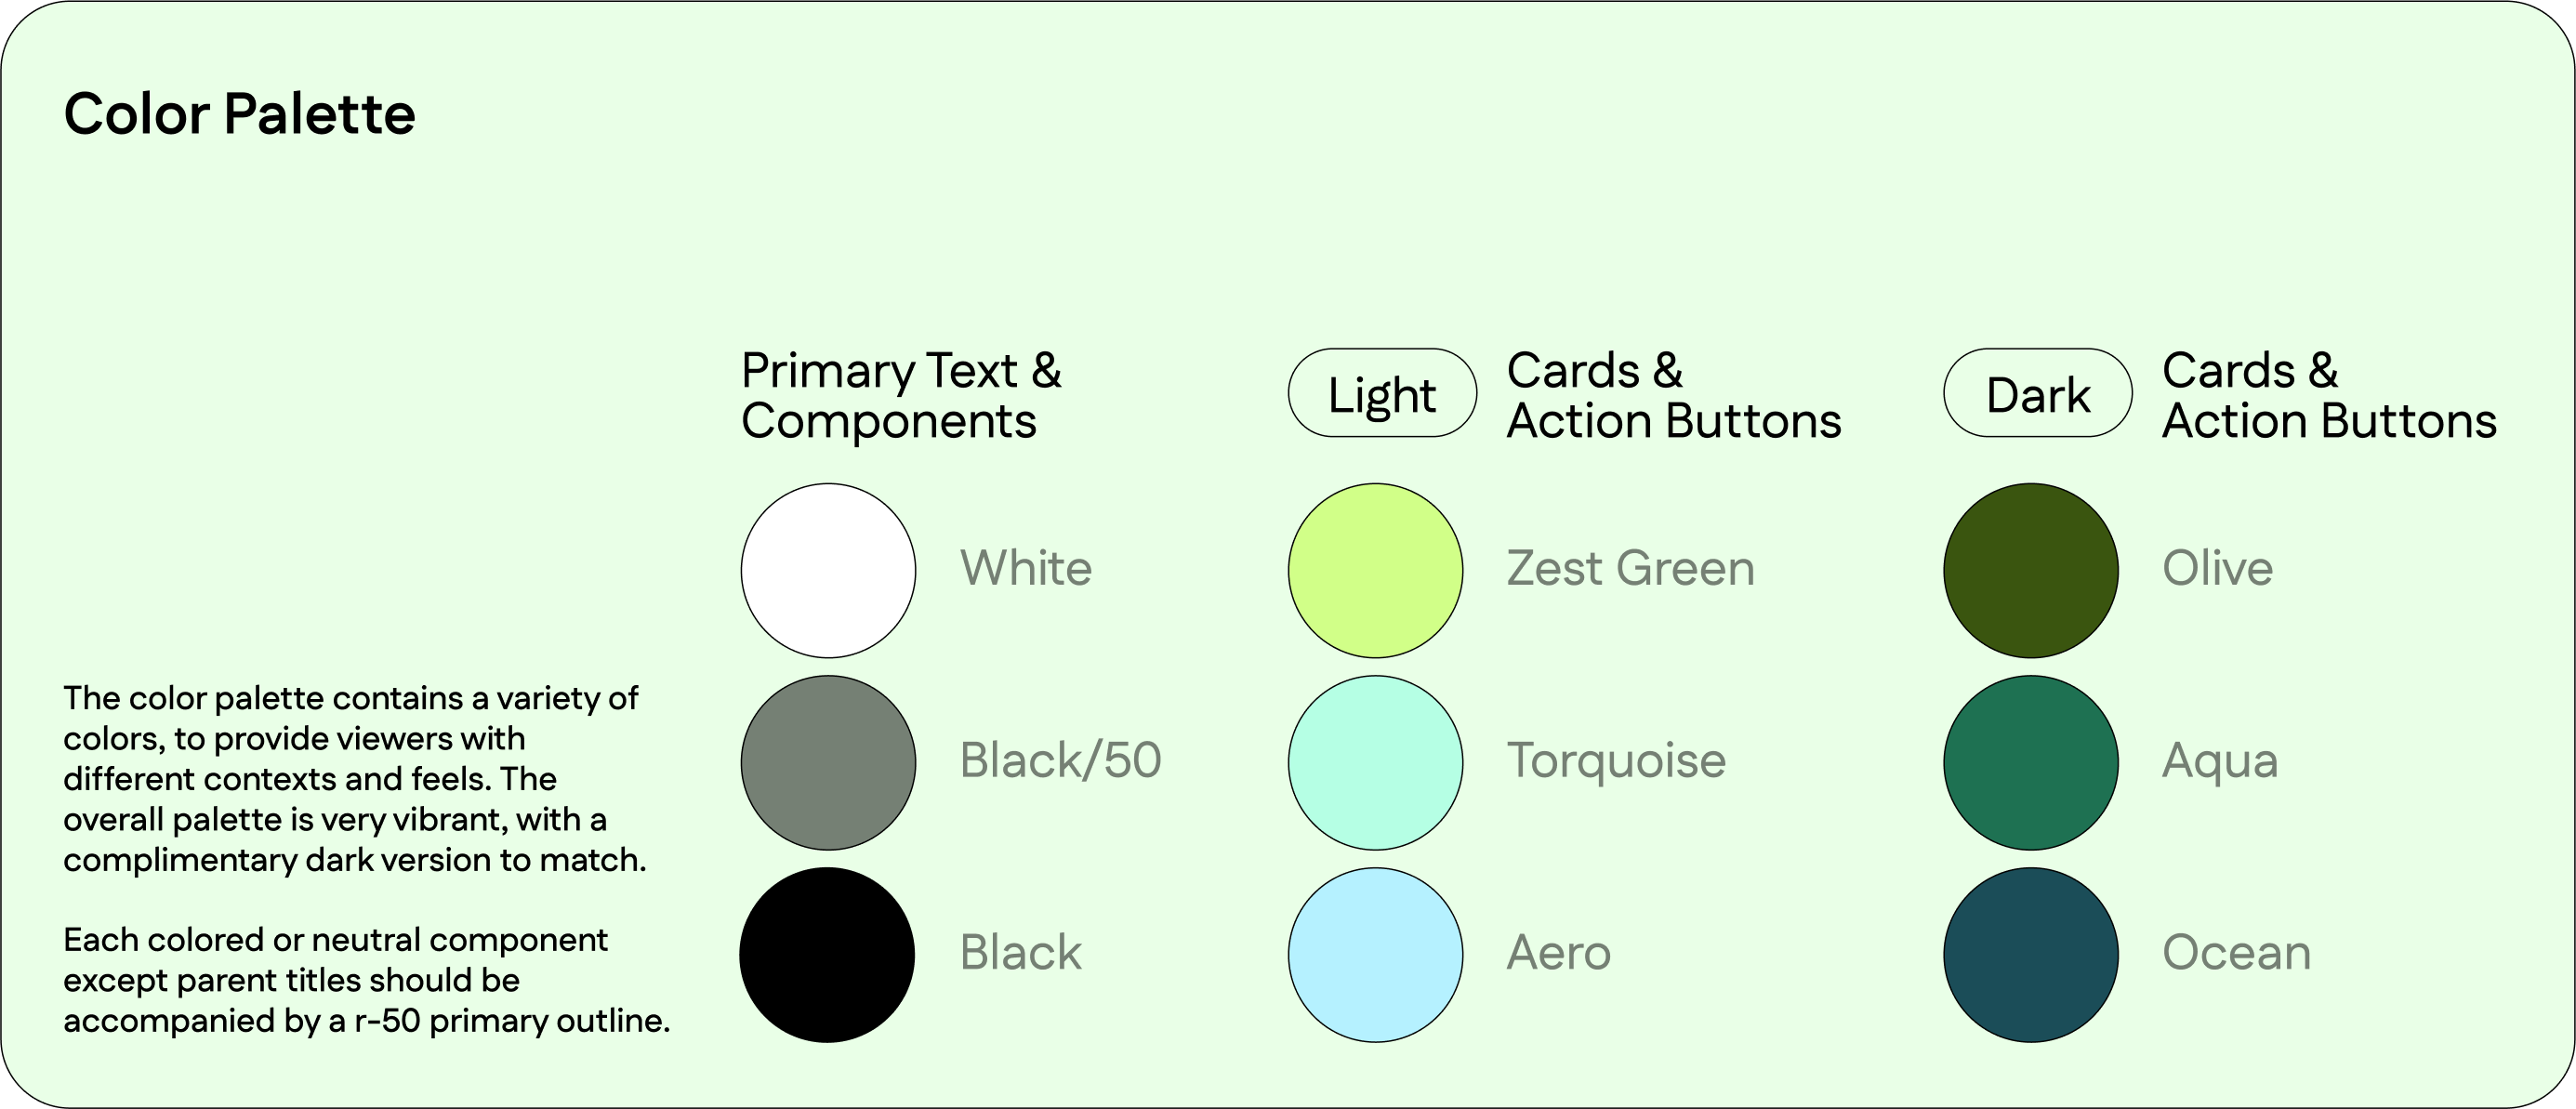 Color Palette
The color palette contains a variety of
colors, to provide viewers with
different contexts and feels. The
overall palette is very vibrant, with a
complimentary dark version to match.
Each colored or neutral component
except parent titles should be
accompanied by a r-50 primary outline.
Primary Text &
Components
White
Black/50
Black
Light
Cards &
Action Buttons
Zest Green
Torquoise
Aero
Dark
Cards &
Action Buttons
Olive
Aqua
Ocean